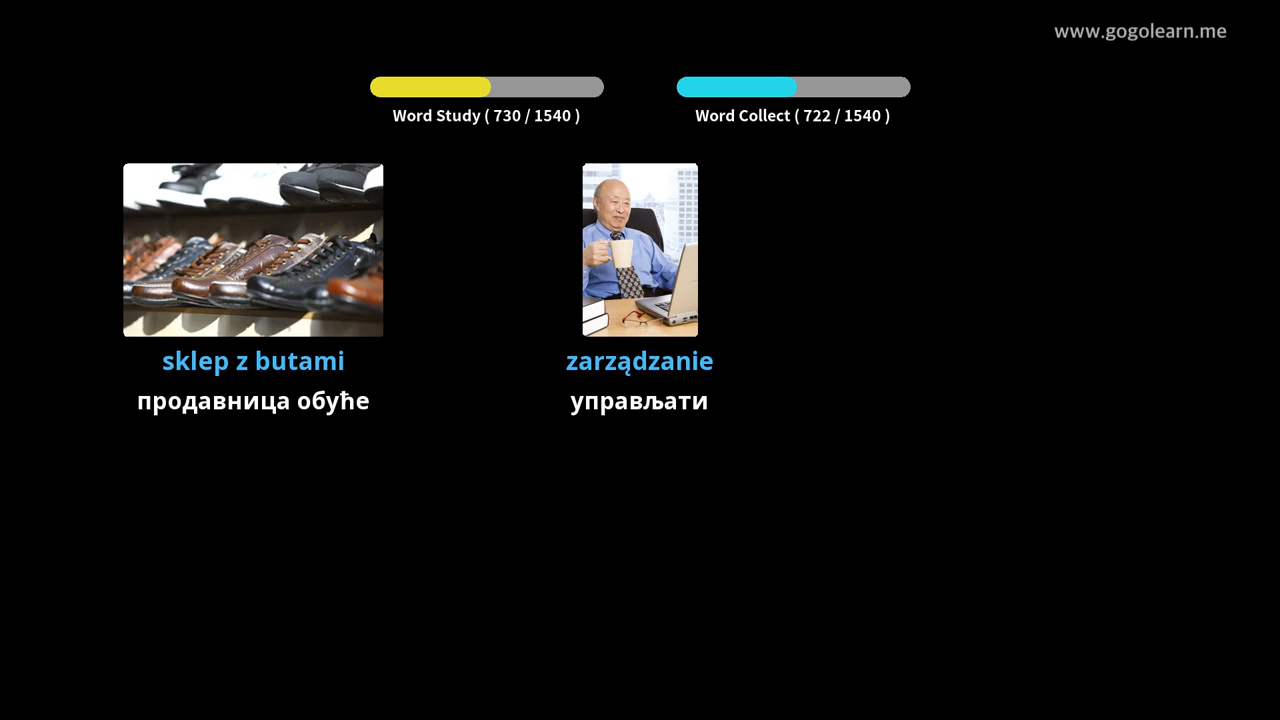 www.gogolearn.me
Word Study ( 730 / 1540 )
Word Collect ( 722 / 1540 )
sklep z butami
продавница обуће
zarządzanie
управљати